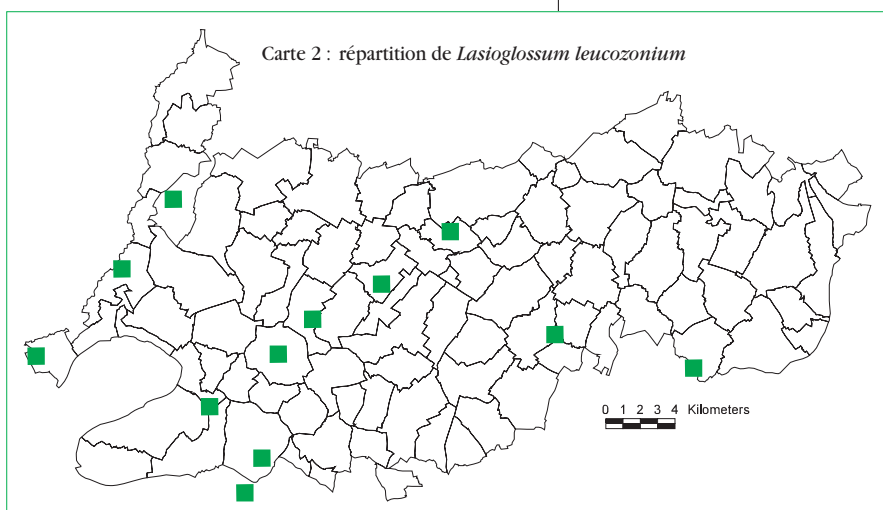 Carte 2 : répartition de Lasioglossum leucozonium
0 1 2 3 4 Kilometers